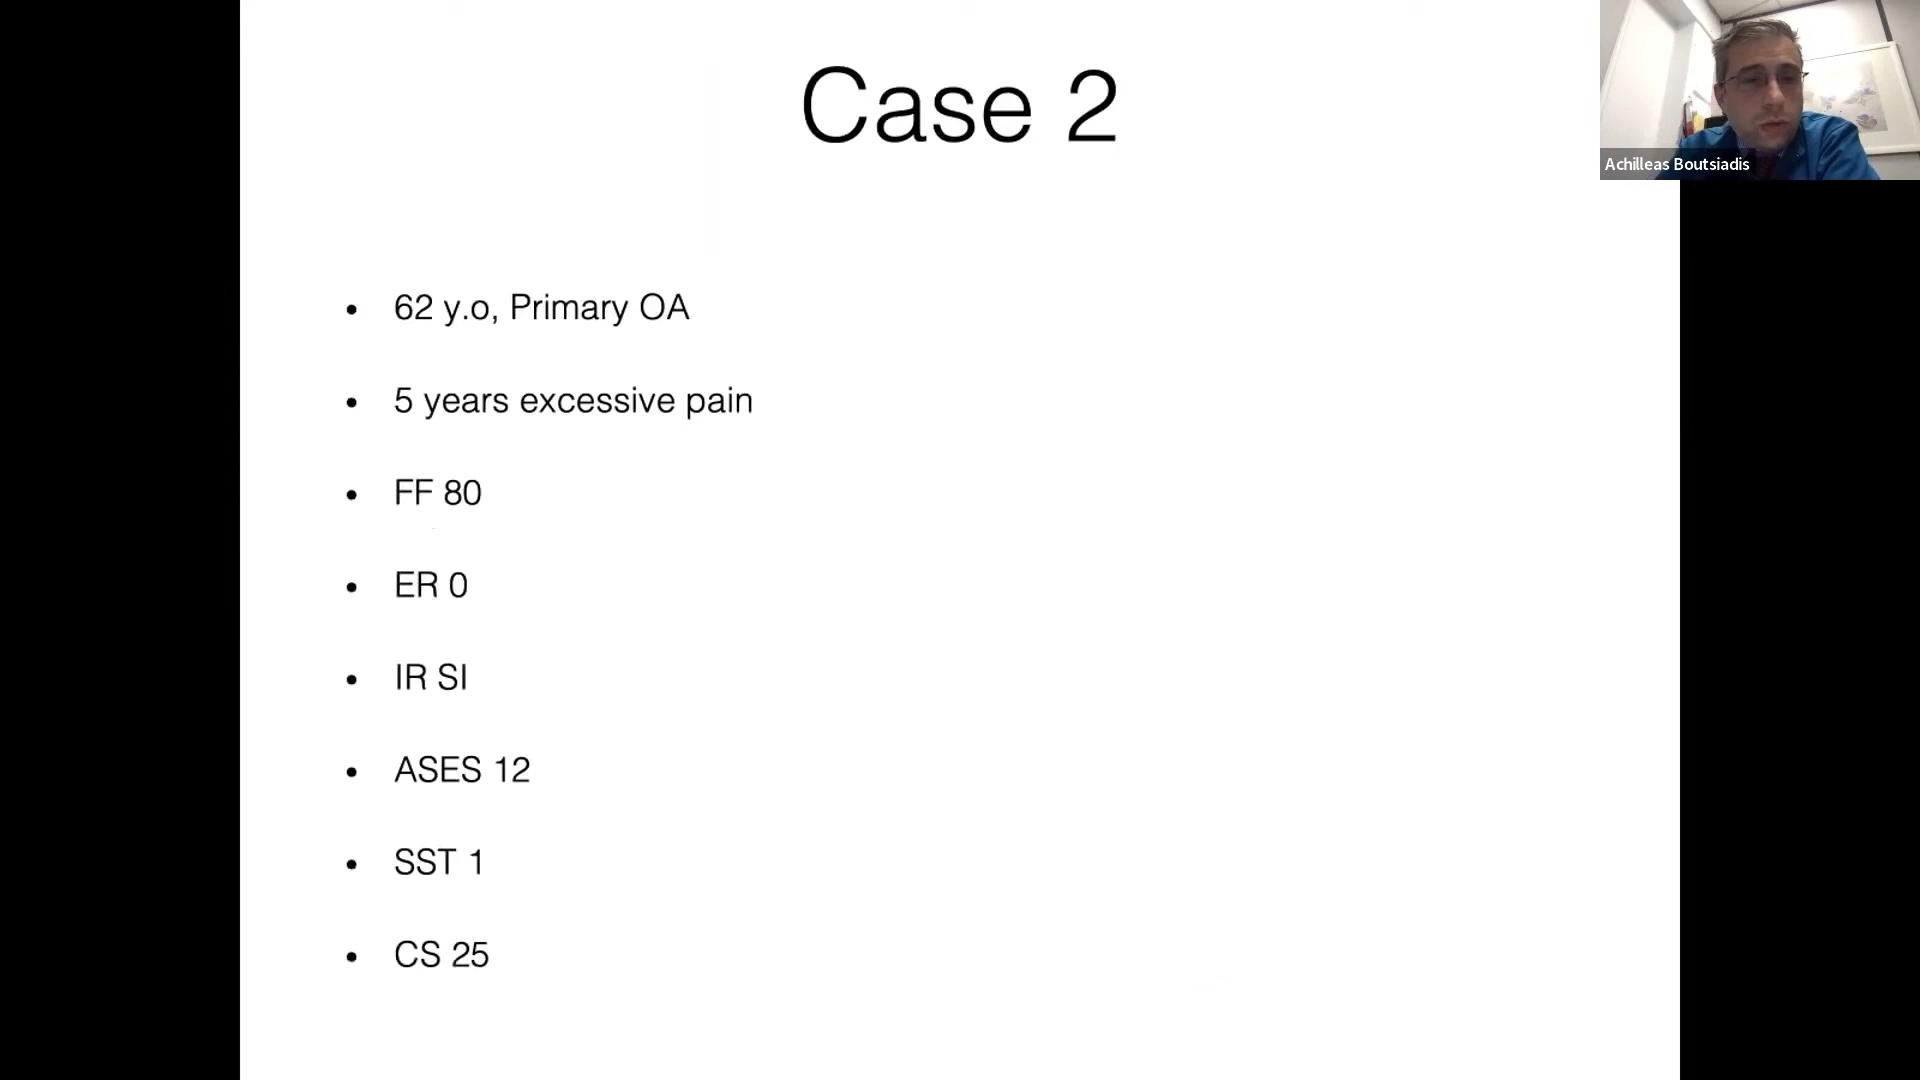 Case 2
Achilleas Boutsiadis
• 62 y.o, Primary OA
• 5 years excessive pain
• FF 80
• ER 0
• IR SI
• ASES 12
• SST 1
• CS 25